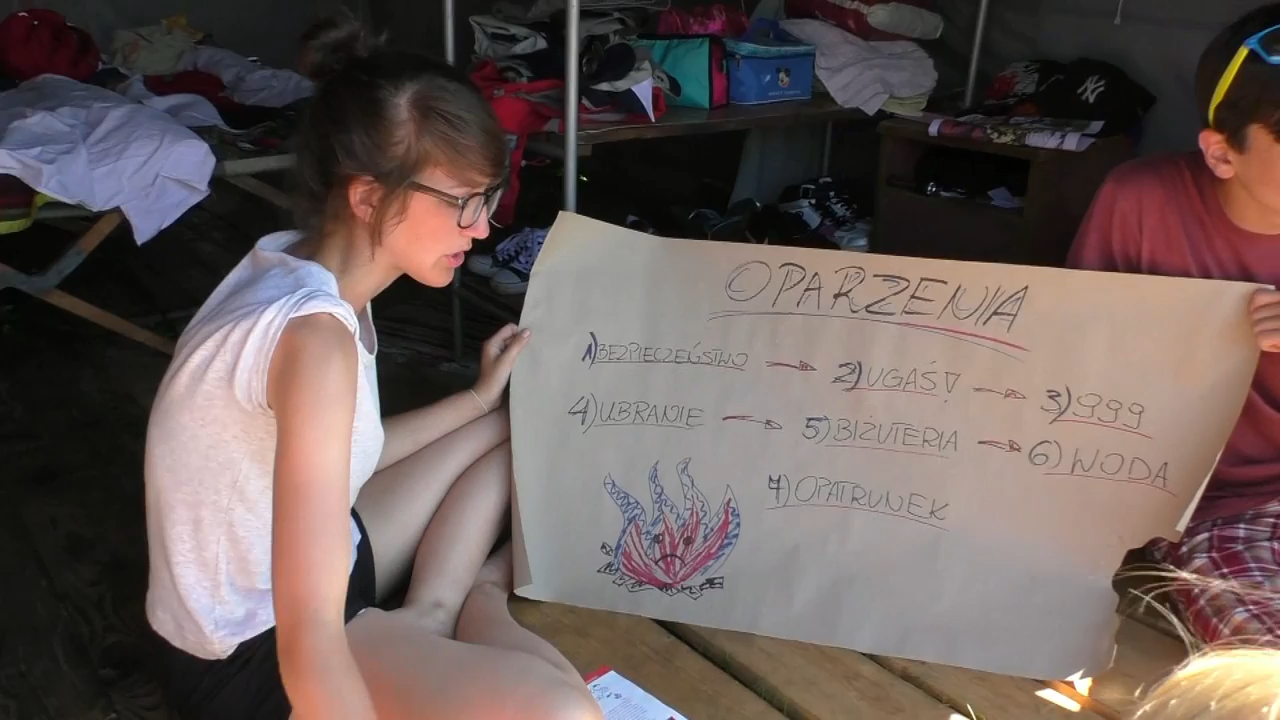 OPARZENIA
1) BEZPIECZEŃSTWO → 2) UGAŚ! → 3) 999
4) UBRANIE → 5) BIŻUTERIA → 6) WODA
7) OPATRUNEK